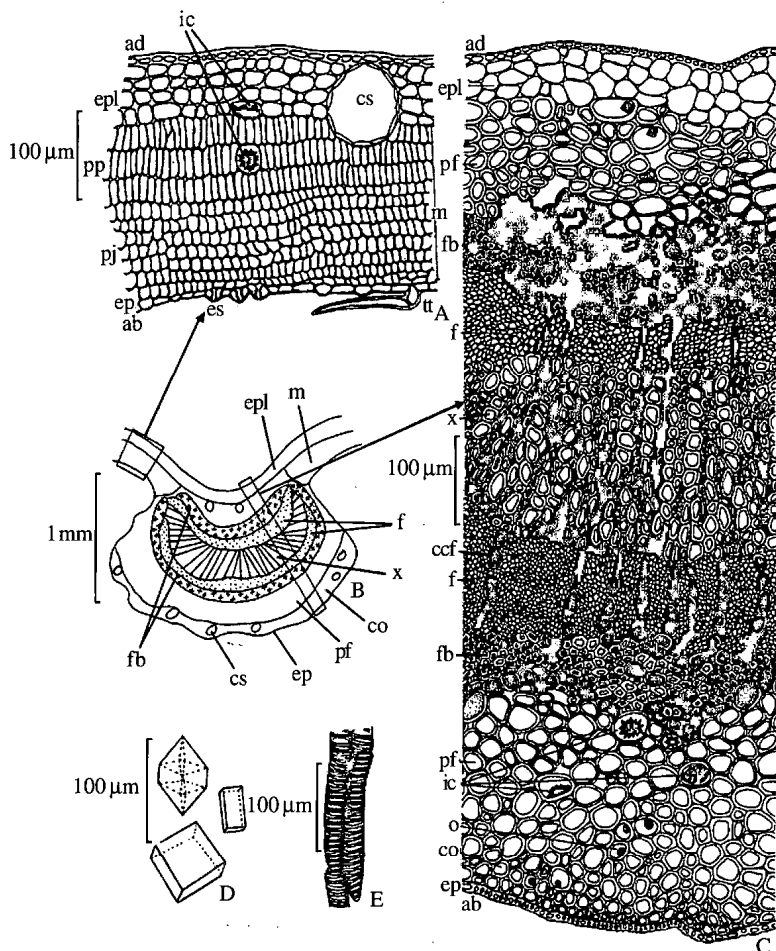 ic
ad
epl
cs
100 µm
pp
m
pj
ep
ab
es
tt
A
epl
m
1 mm
f
x
B
co
pf
ep
cs
fb
100 µm
D
100 µm
E
ad
epl
pf
fb
f
x
100 µm
ccf
f
fb
pf
ic
o
co
ep
ab
C